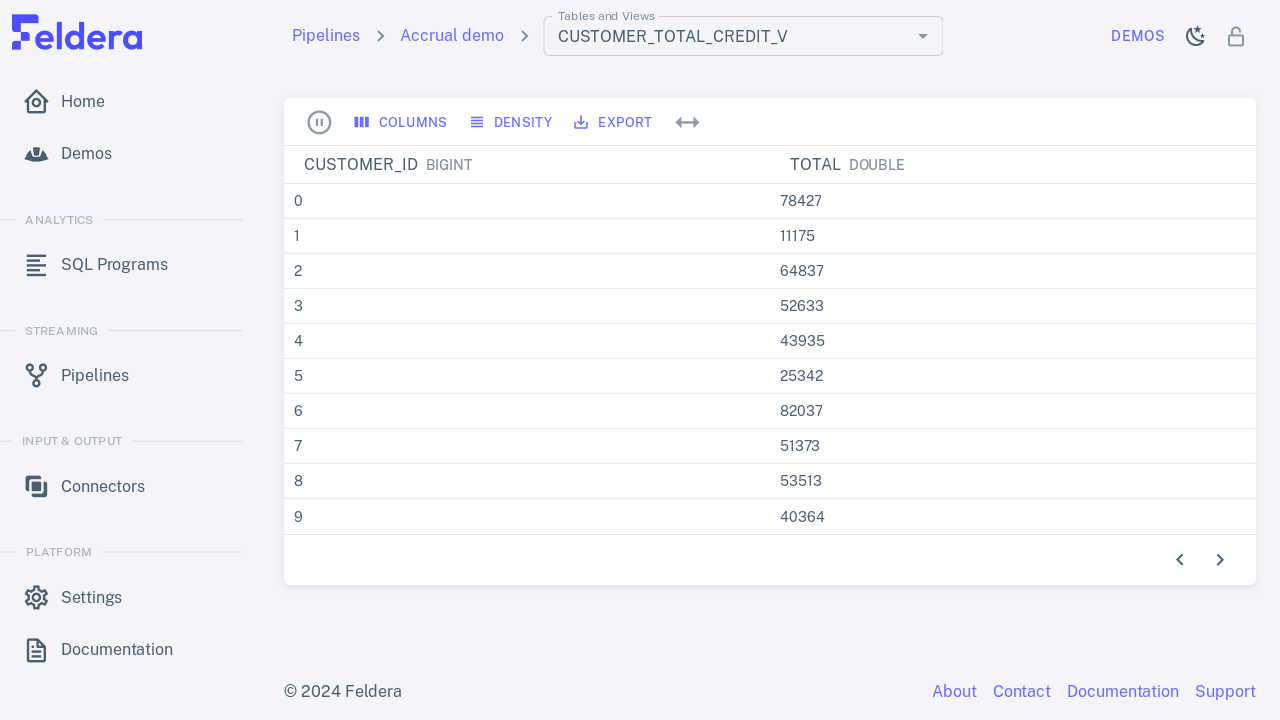 Feldera
Pipelines
Accrual demo
Tables and Views
CUSTOMER_TOTAL_CREDIT_V
DEMOS
Home
Demos
ANALYTICS
SQL Programs
STREAMING
Pipelines
INPUT & OUTPUT
Connectors
PLATFORM
Settings
Documentation
COLUMNS DENSITY EXPORT
CUSTOMER_ID BIGINT TOTAL DOUBLE
0 78427
1 11175
2 64837
3 52633
4 43935
5 25342
6 82037
7 51373
8 53513
9 40364
© 2024 Feldera
About Contact Documentation Support